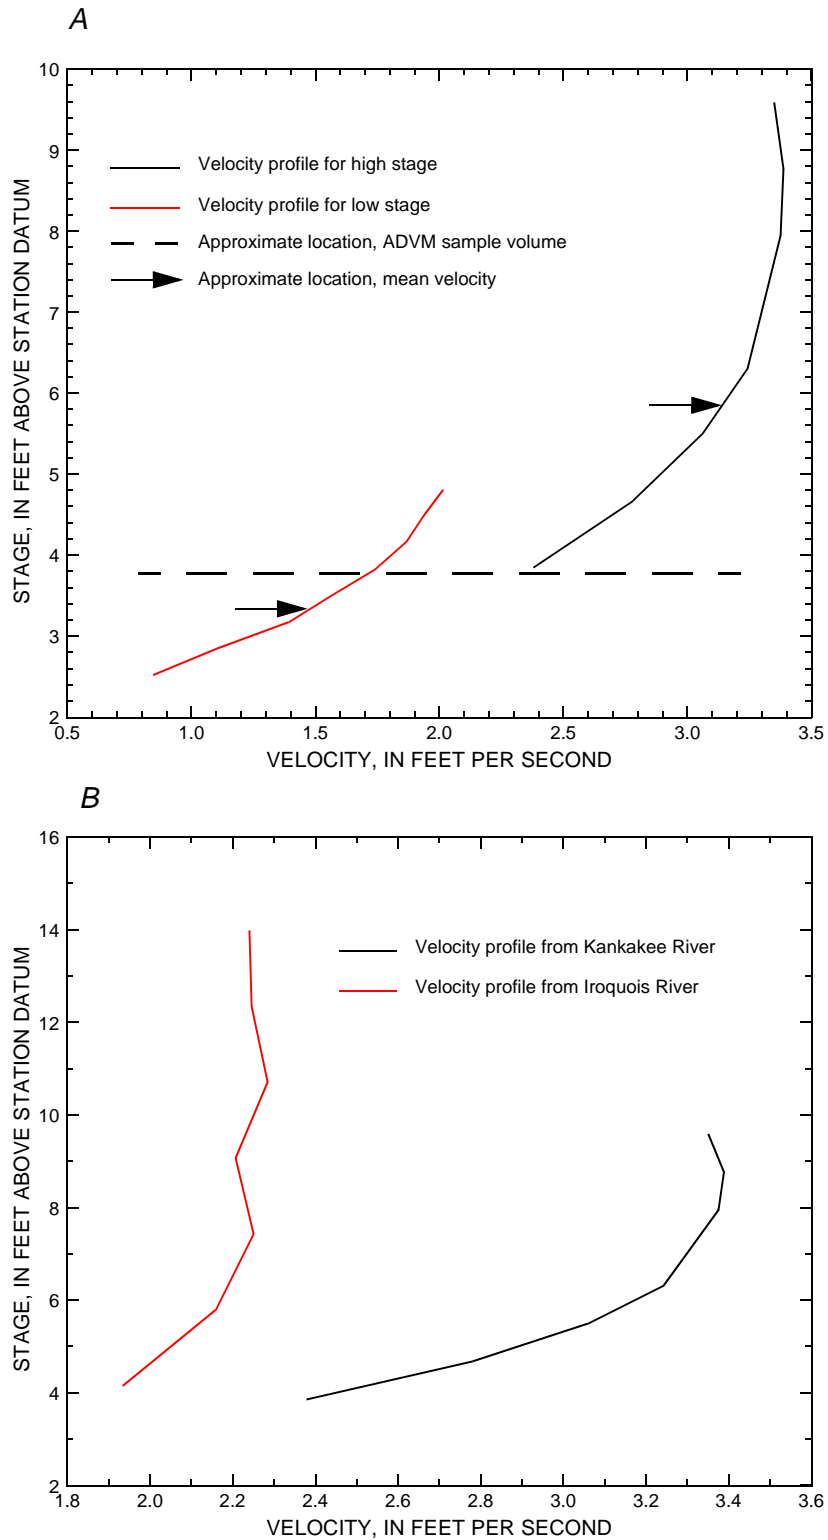 A
10
9
8
7
6
5
4
3
2
STAGE, IN FEET ABOVE STATION DATUM
Velocity profile for high stage
Velocity profile for low stage
Approximate location, ADVM sample volume
Approximate location, mean velocity
0.5 1.0 1.5 2.0 2.5 3.0 3.5
VELOCITY, IN FEET PER SECOND
B
16
14
12
10
8
6
4
2
STAGE, IN FEET ABOVE STATION DATUM
Velocity profile from Kankakee River
Velocity profile from Iroquois River
1.8 2.0 2.2 2.4 2.6 2.8 3.0 3.2 3.4 3.6
VELOCITY, IN FEET PER SECOND